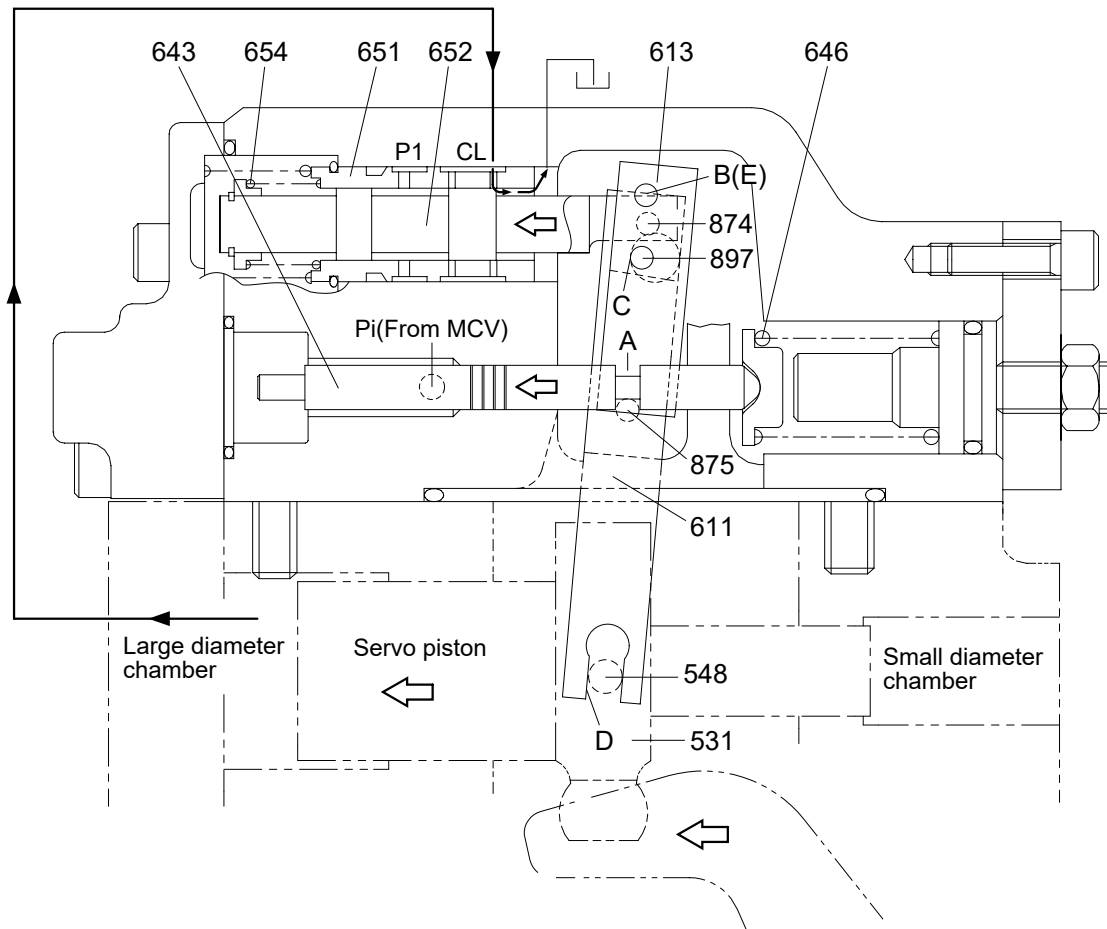 643 654 651 652 613 646
P1 CL
B(E)
874
897
C
Pi(From MCV)
A
875
611
Large diameter
chamber
Servo piston
548
Small diameter
chamber
D
531